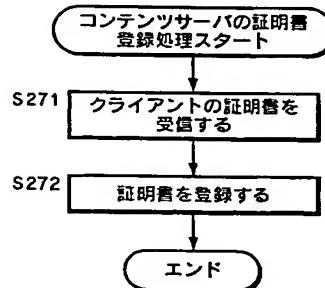 コンテンツサーバの証明書
登録処理スタート
S271
クライアントの証明書を
受信する
S272
証明書を登録する
エンド